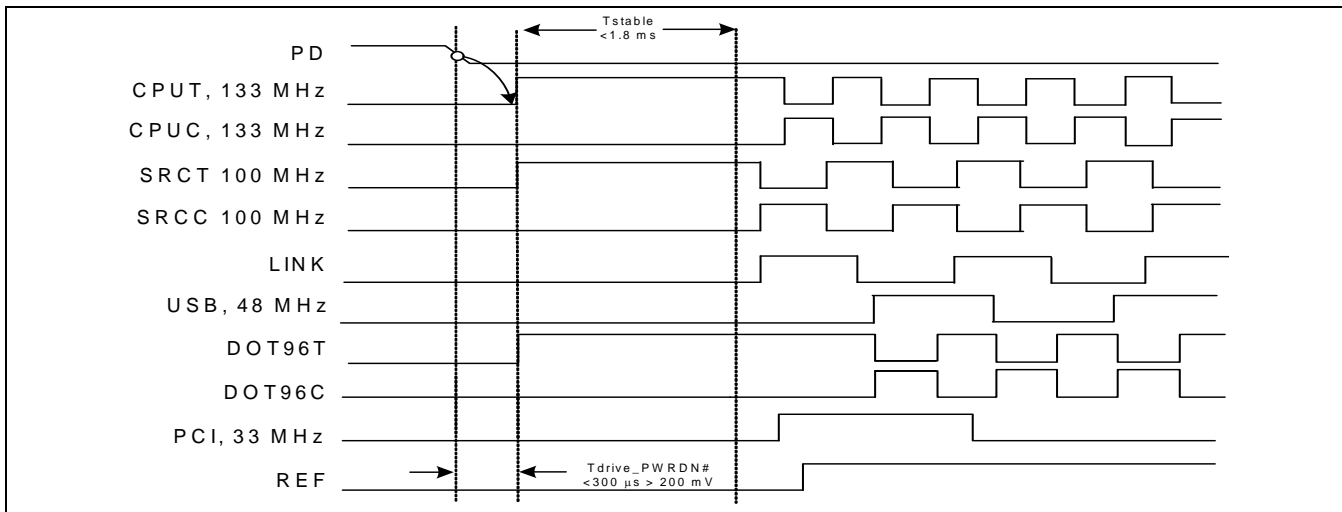 Tstable
<1.8 ms
PD
CPUT, 133 MHz
CPUC, 133 MHz
SRCT 100 MHz
SRCC 100 MHz
LINK
USB, 48 MHz
DOT96T
DOT96C
PCI, 33 MHz
REF
Tdrive_PWRDN#
<300 µs > 200 mV